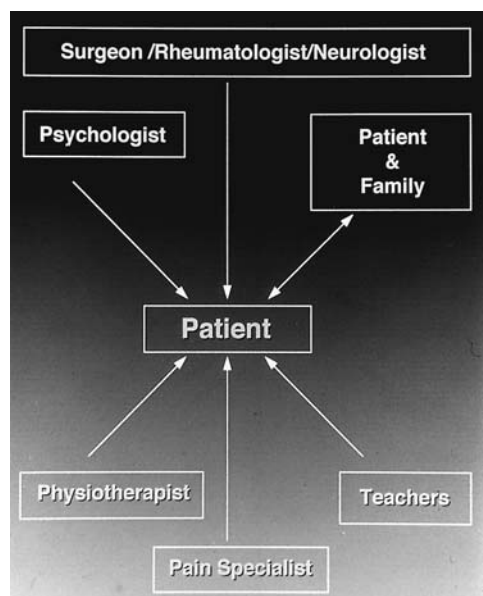 Surgeon /Rheumatologist/Neurologist
Psychologist
Patient
&
Family
Patient
Physiotherapist
Teachers
Pain Specialist